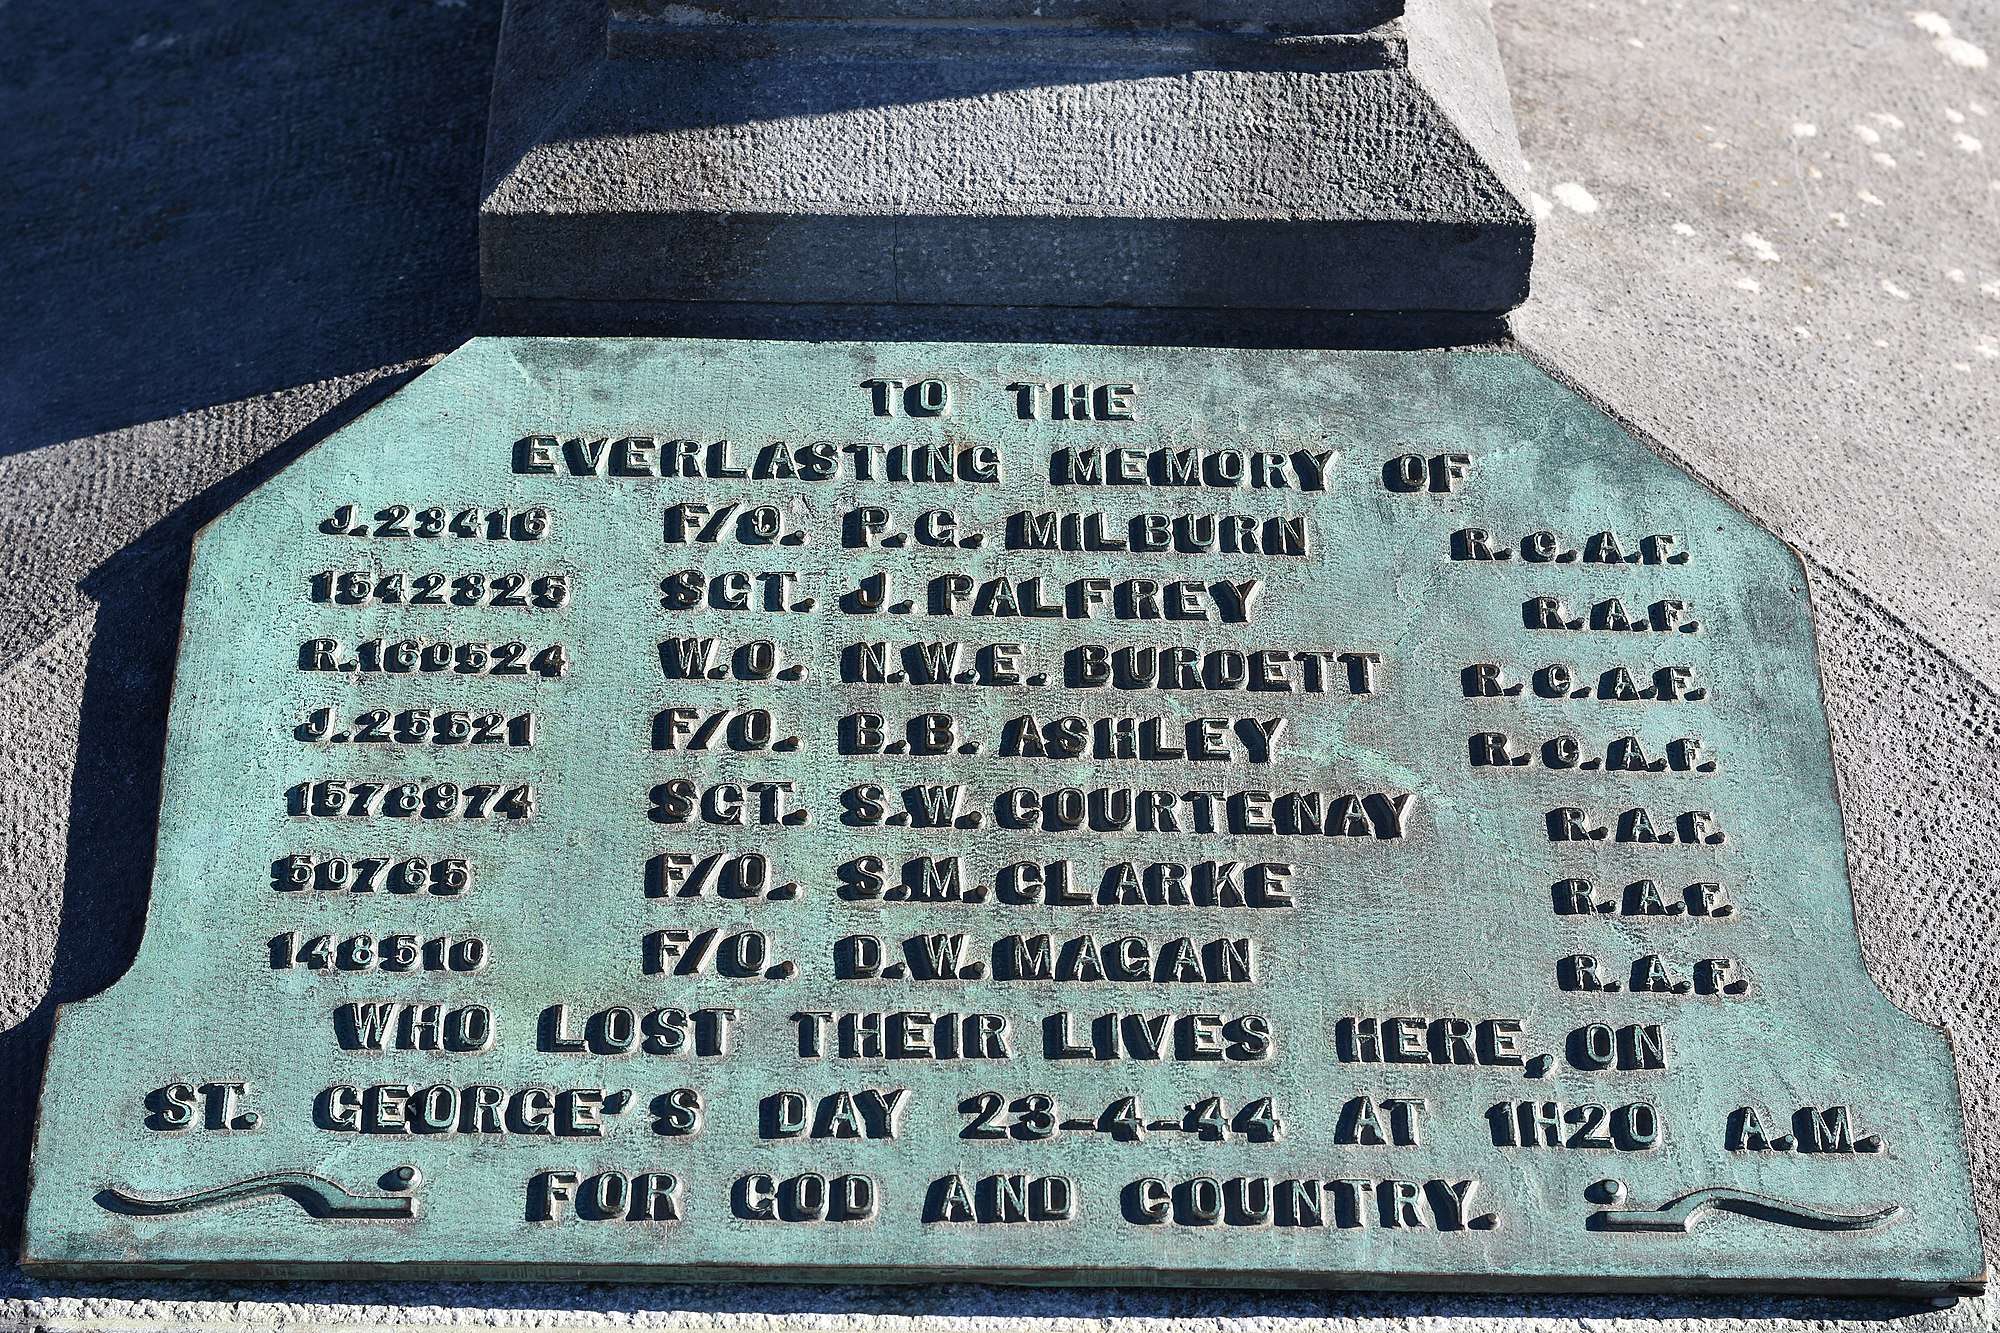 TO THE
EVERLASTING MEMORY OF
J.28416 F/O. P.G. MILBURN R.C.A.F.
1542825 SGT. J. PALFREY R.A.F.
R.160524 W.O. N.W.E. BURDETT R.C.A.F.
J.25521 F/O. B.B. ASHLEY R.C.A.F.
1578974 SGT. S.W. COURTENAY R.A.F.
50765 F/O. S.M. CLARKE R.A.F.
148510 F/O. D.W. MAGAN R.A.F.
WHO LOST THEIR LIVES HERE, ON
ST. GEORGE'S DAY 23-4-44 AT 1H20 A.M.
FOR GOD AND COUNTRY.